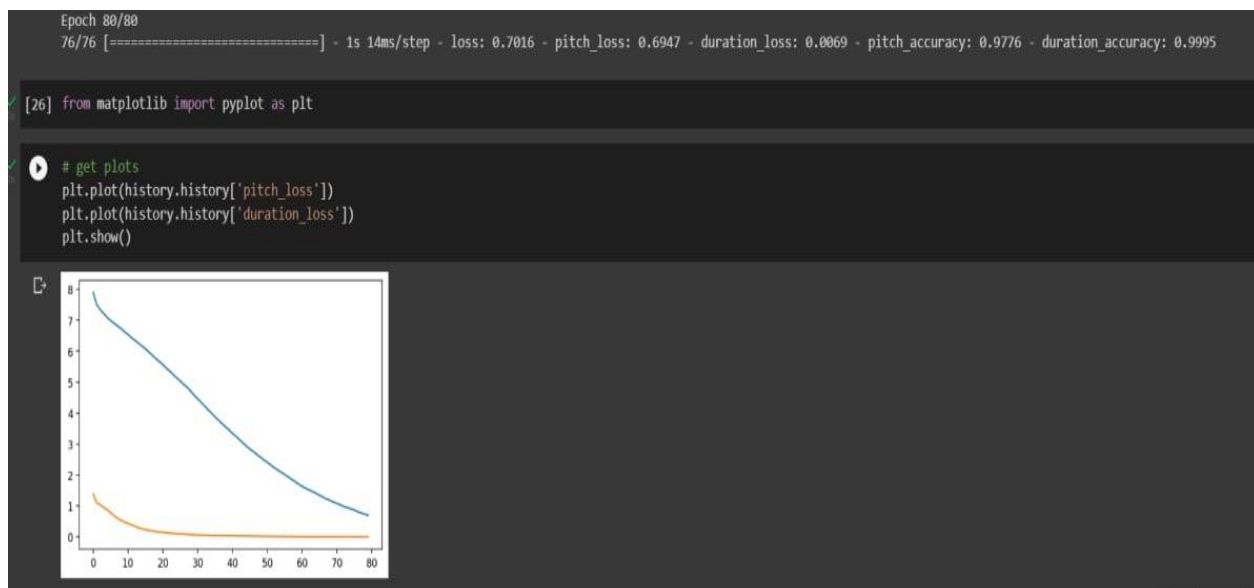 Epoch 80/80
76/76 [==============================] - 1s 14ms/step - loss: 0.7016 - pitch_loss: 0.6947 - duration_loss: 0.0069 - pitch_accuracy: 0.9776 - duration_accuracy: 0.9995
[26] from matplotlib import pyplot as plt
# get plots
plt.plot(history.history['pitch_loss'])
plt.plot(history.history['duration_loss'])
plt.show()
8
7
6
5
4
3
2
1
0
0 10 20 30 40 50 60 70 80